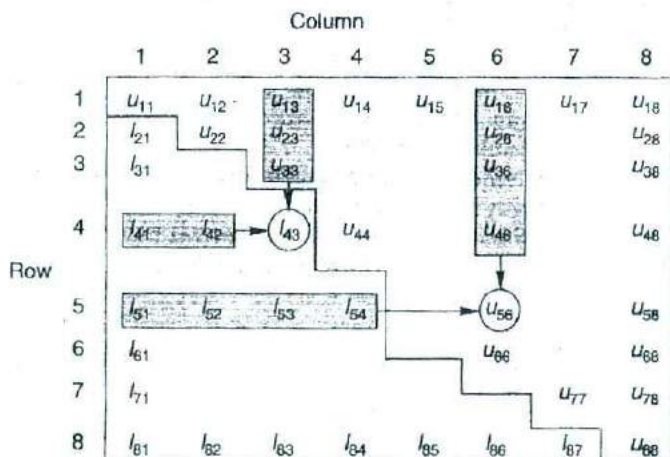 Column
1 2 3 4 5 6 7 8
1 u11 u12 u13 u14 u15 u16 u17 u18
2 l21 u22 u23 u26 u28
3 l31 u33 u36 u38
4 l41 l42 l43 u44 u46 u48
Row
5 l51 l52 l53 l54 u56 u58
6 l61 u66 u68
7 l71 u77 u78
8 l81 l82 l83 l84 l85 l86 l87 u88